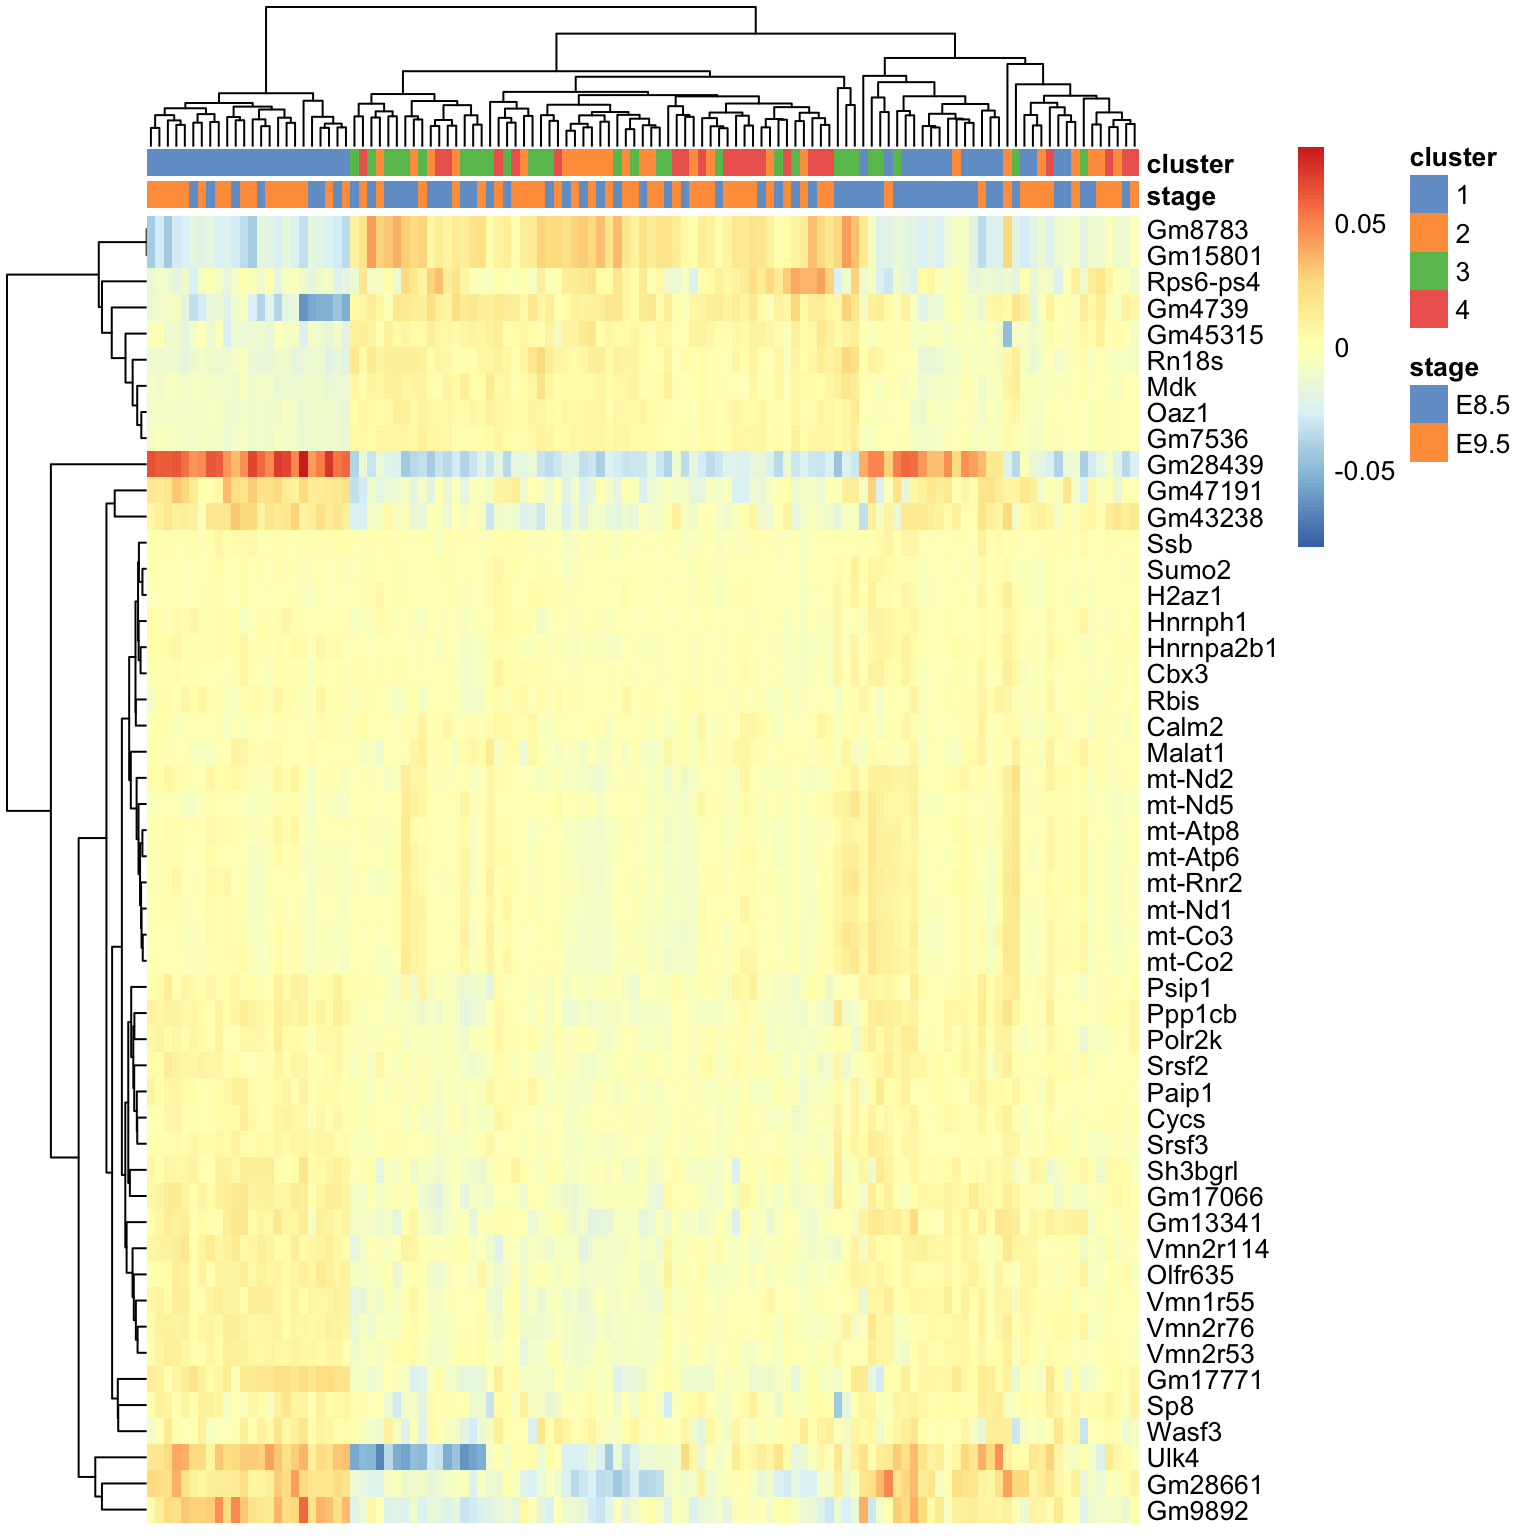 cluster
stage
Gm8783
Gm15801
Rps6-ps4
Gm4739
Gm45315
Rn18s
Mdk
Oaz1
Gm7536
Gm28439
Gm47191
Gm43238
Ssb
Sumo2
H2az1
Hnrnph1
Hnrnpa2b1
Cbx3
Rbis
Calm2
Malat1
mt-Nd2
mt-Nd5
mt-Atp8
mt-Atp6
mt-Rnr2
mt-Nd1
mt-Co3
mt-Co2
Psip1
Ppp1cb
Polr2k
Srsf2
Paip1
Cycs
Srsf3
Sh3bgrl
Gm17066
Gm13341
Vmn2r114
Olfr635
Vmn1r55
Vmn2r76
Vmn2r53
Gm17771
Sp8
Wasf3
Ulk4
Gm28661
Gm9892
0.05
0
-0.05
cluster
1
2
3
4
stage
E8.5
E9.5